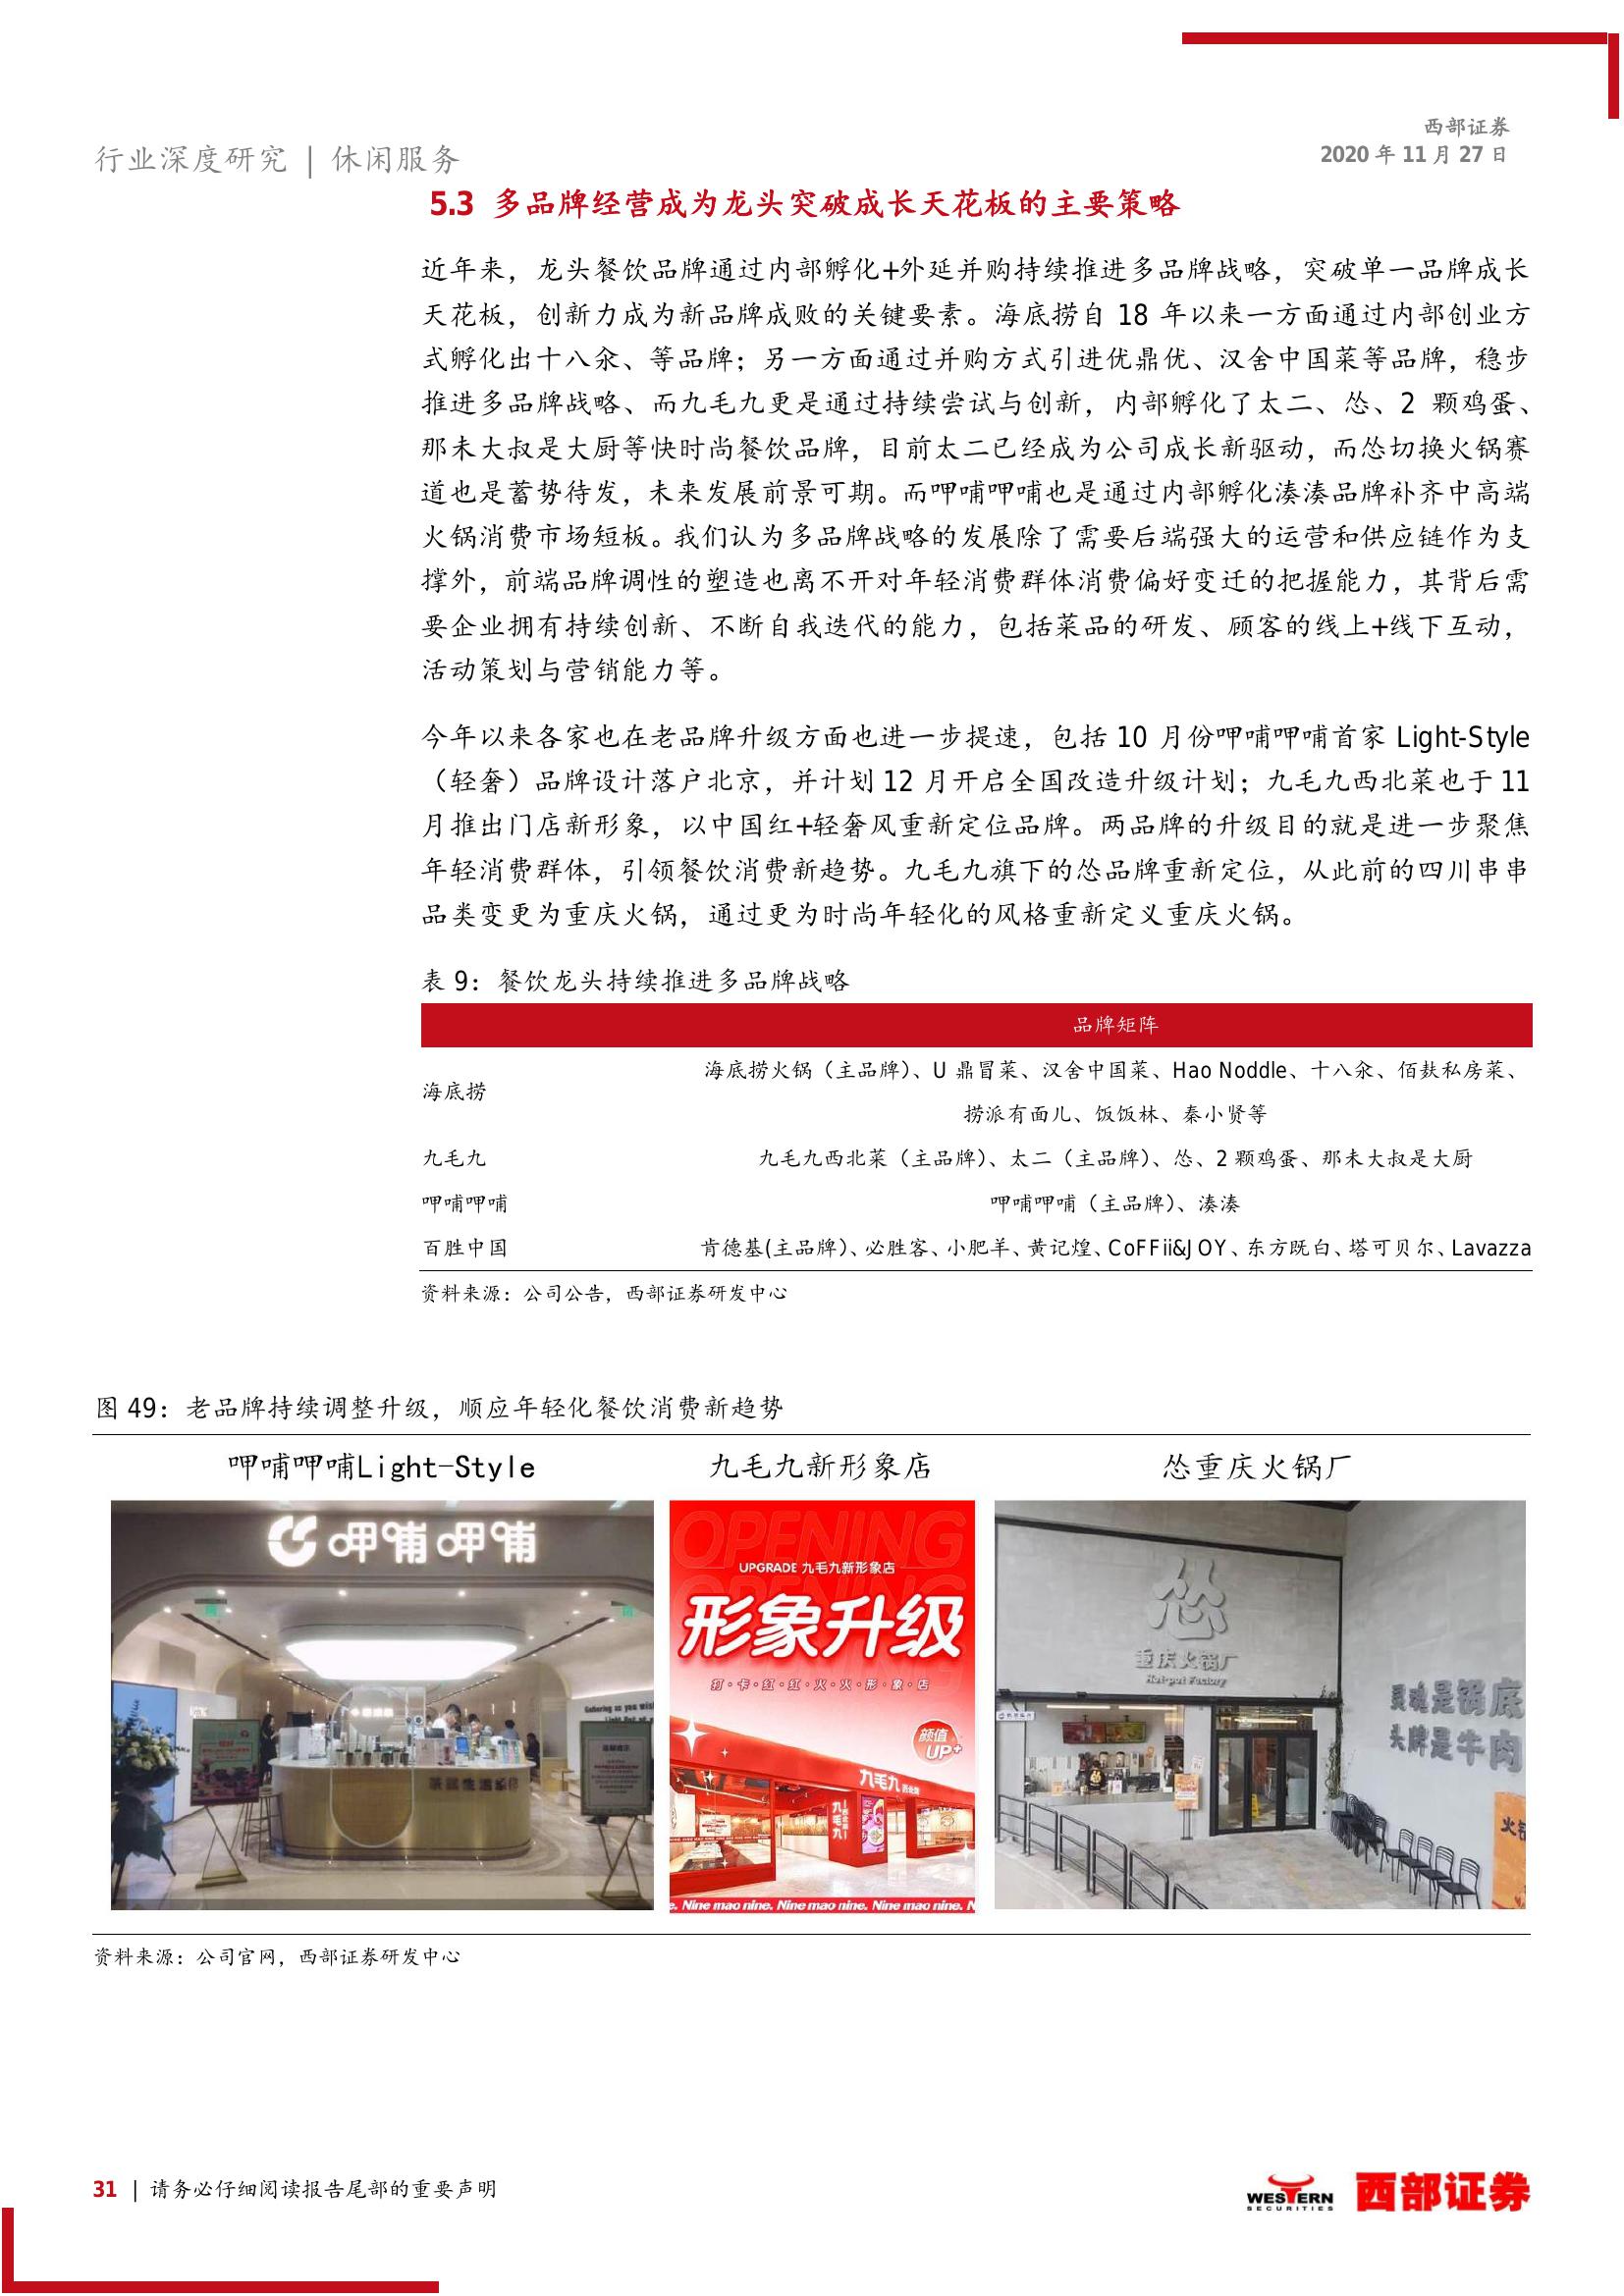 西部证券
行业深度研究 | 休闲服务
2020 年 11 月 27 日
5.3 多品牌经营成为龙头突破成长天花板的主要策略
近年来，龙头餐饮品牌通过内部孵化+外延并购持续推进多品牌战略，突破单一品牌成长
天花板，创新力成为新品牌成败的关键要素。海底捞自 18 年以来一方面通过内部创业方
式孵化出十八汆、等品牌；另一方面通过并购方式引进优鼎优、汉舍中国菜等品牌，稳步
推进多品牌战略、而九毛九更是通过持续尝试与创新，内部孵化了太二、怂、2 颗鸡蛋、
那未大叔是大厨等快时尚餐饮品牌，目前太二已经成为公司成长新驱动，而怂切换火锅赛
道也是蓄势待发，未来发展前景可期。而呷哺呷哺也是通过内部孵化湊湊品牌补齐中高端
火锅消费市场短板。我们认为多品牌战略的发展除了需要后端强大的运营和供应链作为支
撑外，前端品牌调性的塑造也离不开对年轻消费群体消费偏好变迁的把握能力，其背后需
要企业拥有持续创新、不断自我迭代的能力，包括菜品的研发、顾客的线上+线下互动，
活动策划与营销能力等。
今年以来各家也在老品牌升级方面也进一步提速，包括 10 月份呷哺呷哺首家 Light-Style
（轻奢）品牌设计落户北京，并计划 12 月开启全国改造升级计划；九毛九西北菜也于 11
月推出门店新形象，以中国红+轻奢风重新定位品牌。两品牌的升级目的就是进一步聚焦
年轻消费群体，引领餐饮消费新趋势。九毛九旗下的怂品牌重新定位，从此前的四川串串
品类变更为重庆火锅，通过更为时尚年轻化的风格重新定义重庆火锅。
表 9：餐饮龙头持续推进多品牌战略
品牌矩阵
海底捞
海底捞火锅（主品牌）、U 鼎冒菜、汉舍中国菜、Hao Noddle、十八汆、佰麸私房菜、
捞派有面儿、饭饭林、秦小贤等
九毛九 九毛九西北菜（主品牌）、太二（主品牌）、怂、2 颗鸡蛋、那未大叔是大厨
呷哺呷哺 呷哺呷哺（主品牌）、湊湊
百胜中国 肯德基(主品牌）、必胜客、小肥羊、黄记煌、CoFFii&JOY、东方既白、塔可贝尔、Lavazza
资料来源：公司公告，西部证券研发中心
图 49：老品牌持续调整升级，顺应年轻化餐饮消费新趋势
呷哺呷哺Light-Style 九毛九新形象店 怂重庆火锅厂
呷哺呷哺
OPENING
UPGRADE 九毛九新形象店
形象升级
打·卡·红·红·火·火·形·象·店
颜值
UP+
九毛九
九毛九
Nine mao nine. Nine mao nine. Nine mao nine.
怂
重庆火锅厂
Hot-pot Factory
灵魂是锅底
头牌是牛肉
资料来源：公司官网，西部证券研发中心
31 | 请务必仔细阅读报告尾部的重要声明
WESTERN
SECURITIES
西部证券